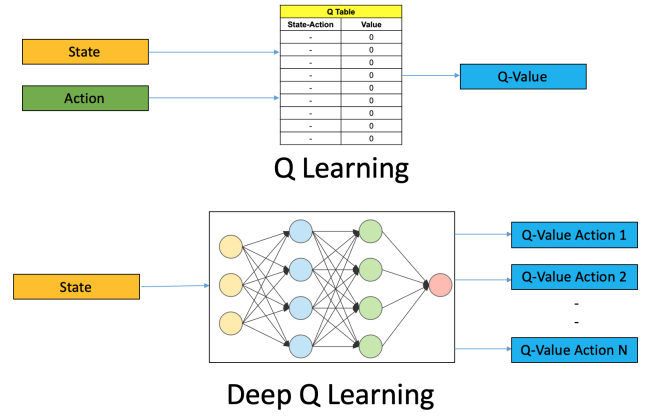 Q Table
State-Action Value
- 0
- 0
- 0
- 0
- 0
- 0
- 0
- 0
- 0
State
Action
Q-Value
Q Learning
State
Q-Value Action 1
Q-Value Action 2
-
-
Q-Value Action N
Deep Q Learning